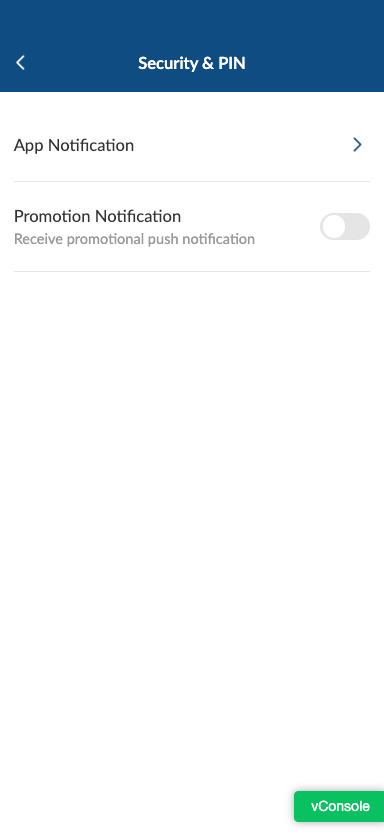 Security & PIN
App Notification
Promotion Notification
Receive promotional push notification
vConsole